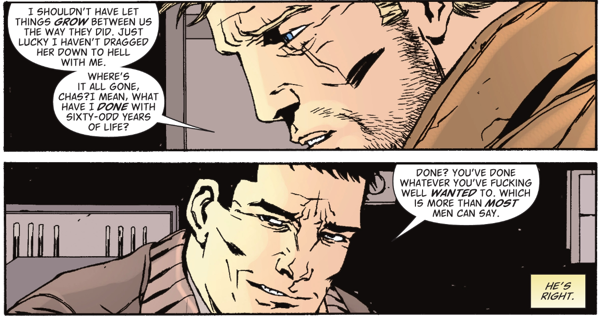 I SHOULDN'T HAVE LET
THINGS GROW BETWEEN US
THE WAY THEY DID. JUST
LUCKY I HAVEN'T DRAGGED
HER DOWN TO HELL
WITH ME.
WHERE'S
IT ALL GONE,
CHAS? I MEAN, WHAT
HAVE I DONE WITH
SIXTY-ODD YEARS
OF LIFE?
DONE? YOU'VE DONE
WHATEVER YOU'VE FUCKING
WELL WANTED TO. WHICH
IS MORE THAN MOST
MEN CAN SAY.
HE'S
RIGHT.